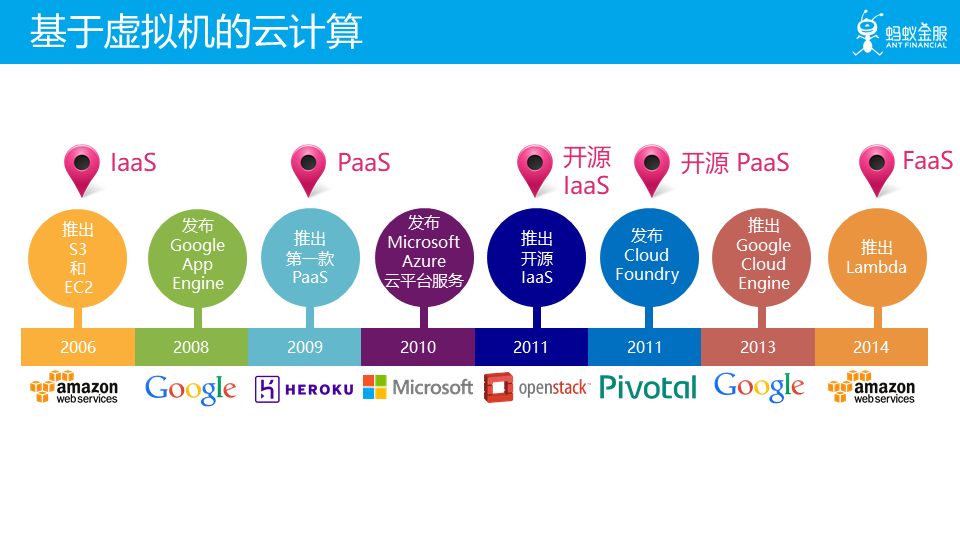 基于虚拟机的云计算
蚂蚁金服
ANT FINANCIAL
IaaS
PaaS
开源
IaaS
开源 PaaS
FaaS
推出
S3
和
EC2
发布
Google
App
Engine
推出
第一款
PaaS
发布
Microsoft
Azure
云平台服务
推出
开源
IaaS
发布
Cloud
Foundry
推出
Google
Cloud
Engine
推出
Lambda
2006
2008
2009
2010
2011
2011
2013
2014
amazon
web services
Google
HEROKU
Microsoft
openstack™
Pivotal
Google
amazon
web services